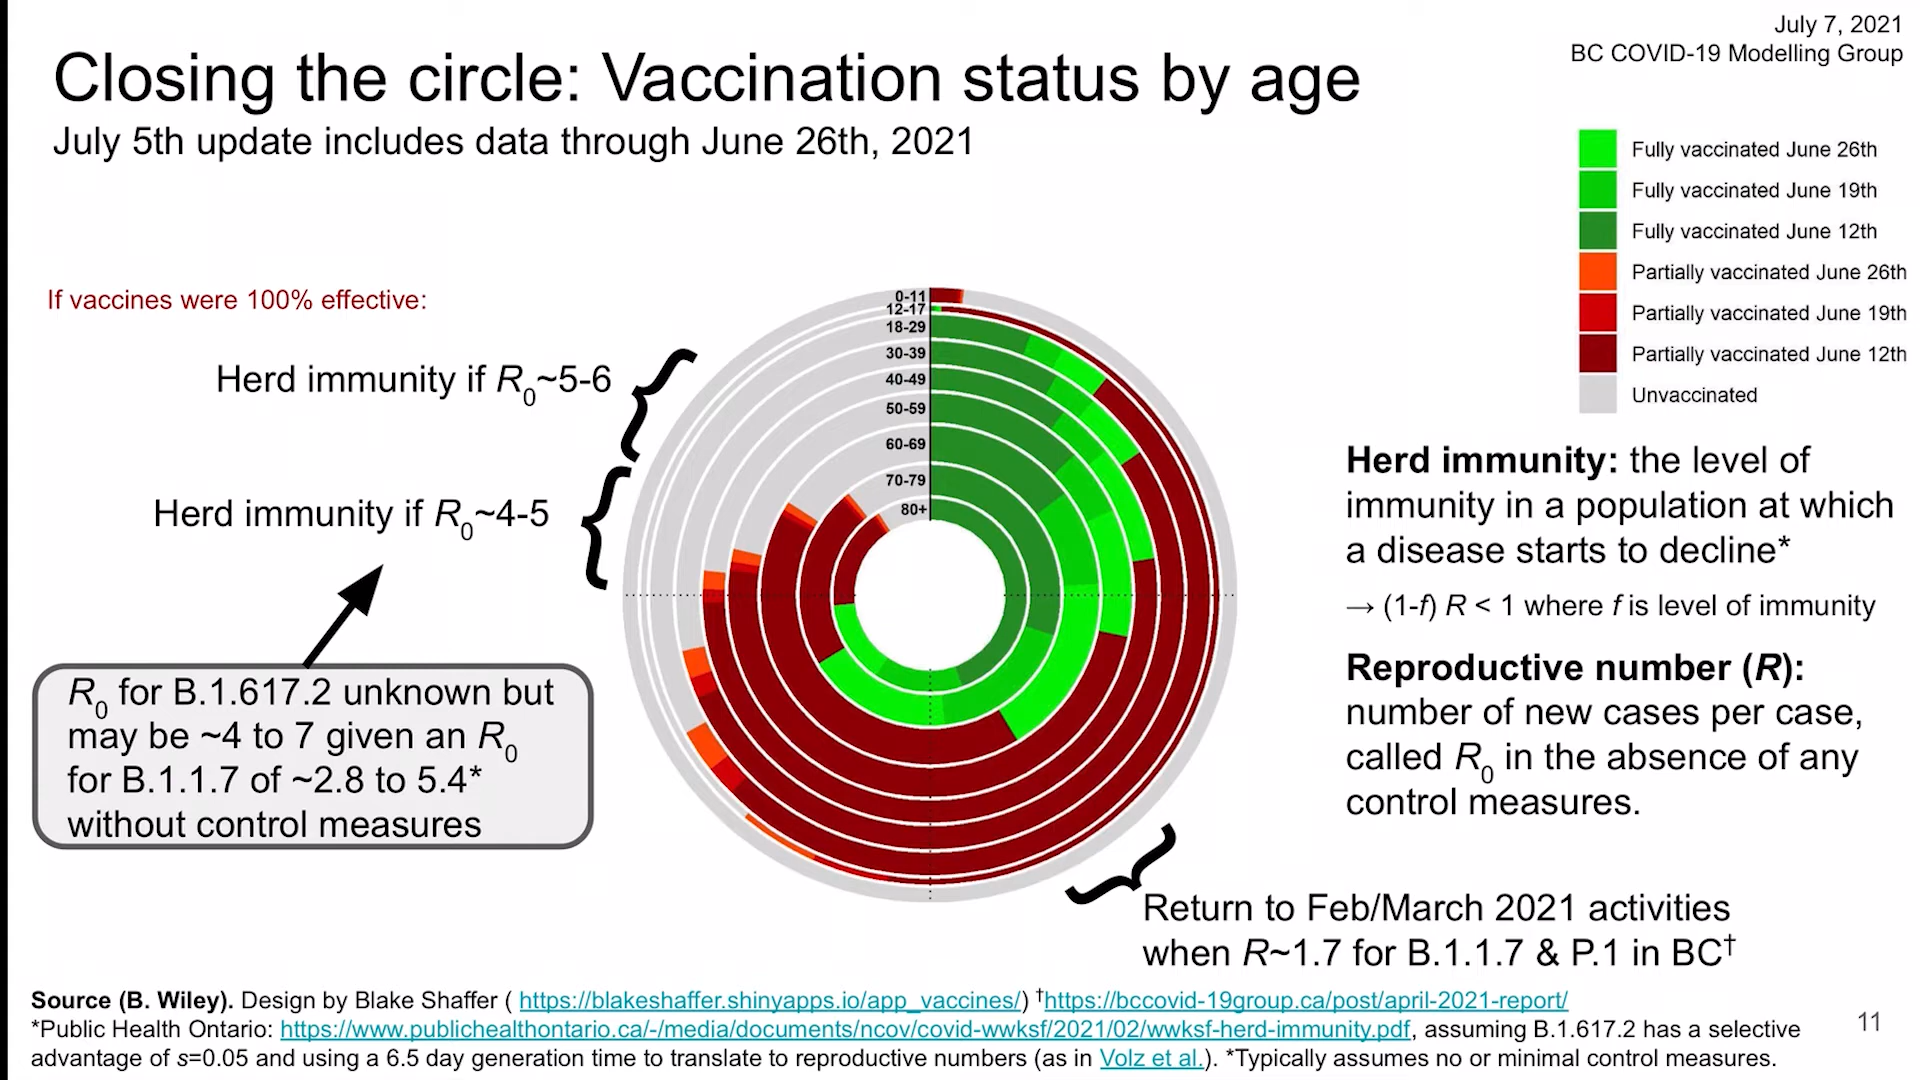 July 7, 2021
BC COVID-19 Modelling Group
Closing the circle: Vaccination status by age
July 5th update includes data through June 26th, 2021
Fully vaccinated June 26th
Fully vaccinated June 19th
Fully vaccinated June 12th
Partially vaccinated June 26th
Partially vaccinated June 19th
Partially vaccinated June 12th
Unvaccinated
If vaccines were 100% effective:
Herd immunity if R0~5-6
Herd immunity if R0~4-5
R0 for B.1.617.2 unknown but
may be ~4 to 7 given an R0
for B.1.1.7 of ~2.8 to 5.4*
without control measures
0-11
12-17
18-29
30-39
40-49
50-59
60-69
70-79
80+
Herd immunity: the level of
immunity in a population at which
a disease starts to decline*
→ (1-f) R < 1 where f is level of immunity
Reproductive number (R):
number of new cases per case,
called R0 in the absence of any
control measures.
Return to Feb/March 2021 activities
when R~1.7 for B.1.1.7 & P.1 in BC†
Source (B. Wiley). Design by Blake Shaffer ( https://blakeshaffer.shinyapps.io/app_vaccines/) †https://bccovid-19group.ca/post/april-2021-report/
*Public Health Ontario: https://www.publichealthontario.ca/-/media/documents/ncov/covid-wwksf/2021/02/wwksf-herd-immunity.pdf, assuming B.1.617.2 has a selective
advantage of s=0.05 and using a 6.5 day generation time to translate to reproductive numbers (as in Volz et al.). *Typically assumes no or minimal control measures.
11